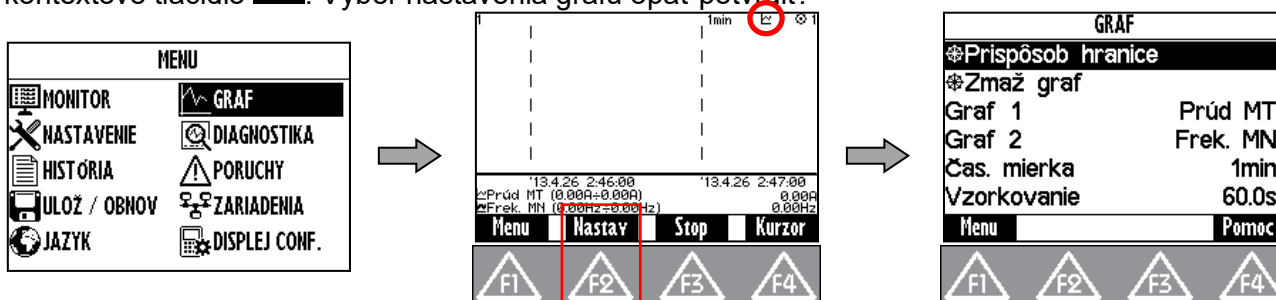 kontextové tlačidlo . Výber nastavenia grafu opäť potvrdiť.
MENU
MONITOR GRAF
NASTAVENIE DIAGNOSTIKA
HISTÓRIA PORUCHY
ULOŽ / OBNOV ZARIADENIA
JAZYK DISPLEJ CONF.
1 1min 1
'13.4.26 2:46:00 '13.4.26 2:47:00
Prúd MT (0.00A÷0.00A) 0.00A
Frek. MN (0.00Hz÷0.00Hz) 0.00Hz
Menu Nastav Stop Kurzor
F1 F2 F3 F4
GRAF
Prispôsob hranice
Zmaž graf
Graf 1 Prúd MT
Graf 2 Frek. MN
Čas. mierka 1min
Vzorkovanie 60.0s
Menu Pomoc
F1 F2 F3 F4